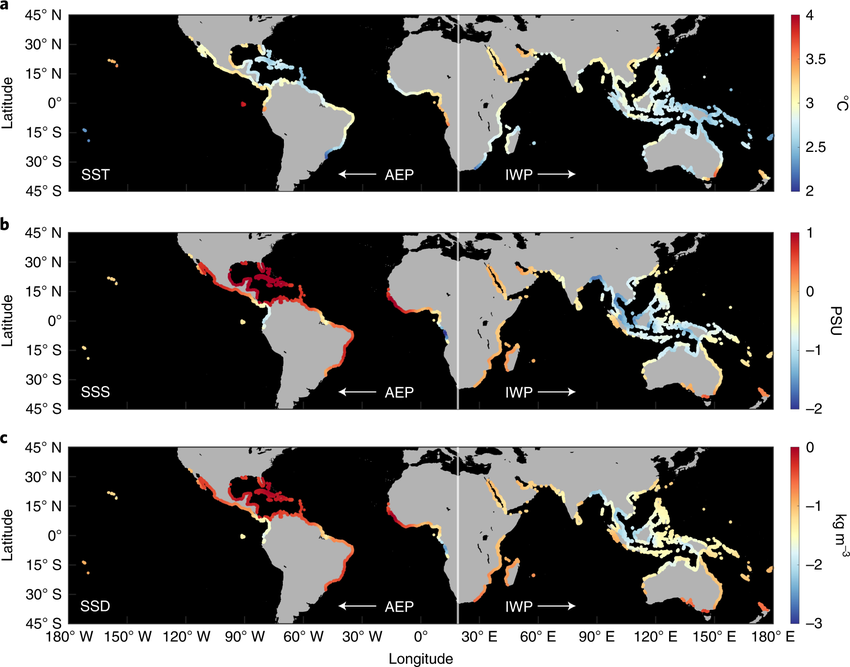 a
45° N
30° N
15° N
0°
15° S
30° S
45° S
Latitude
SST
AEP
IWP
4
3.5
3
2.5
2
°C
b
45° N
30° N
15° N
0°
15° S
30° S
45° S
Latitude
SSS
AEP
IWP
1
0
–1
–2
PSU
c
45° N
30° N
15° N
0°
15° S
30° S
45° S
Latitude
SSD
AEP
IWP
0
–1
–2
–3
kg m–3
180° W 150° W 90° W 60° W 30° W 0° 30° E 60° E 90° E 120° E 150° E 180° E
Longitude